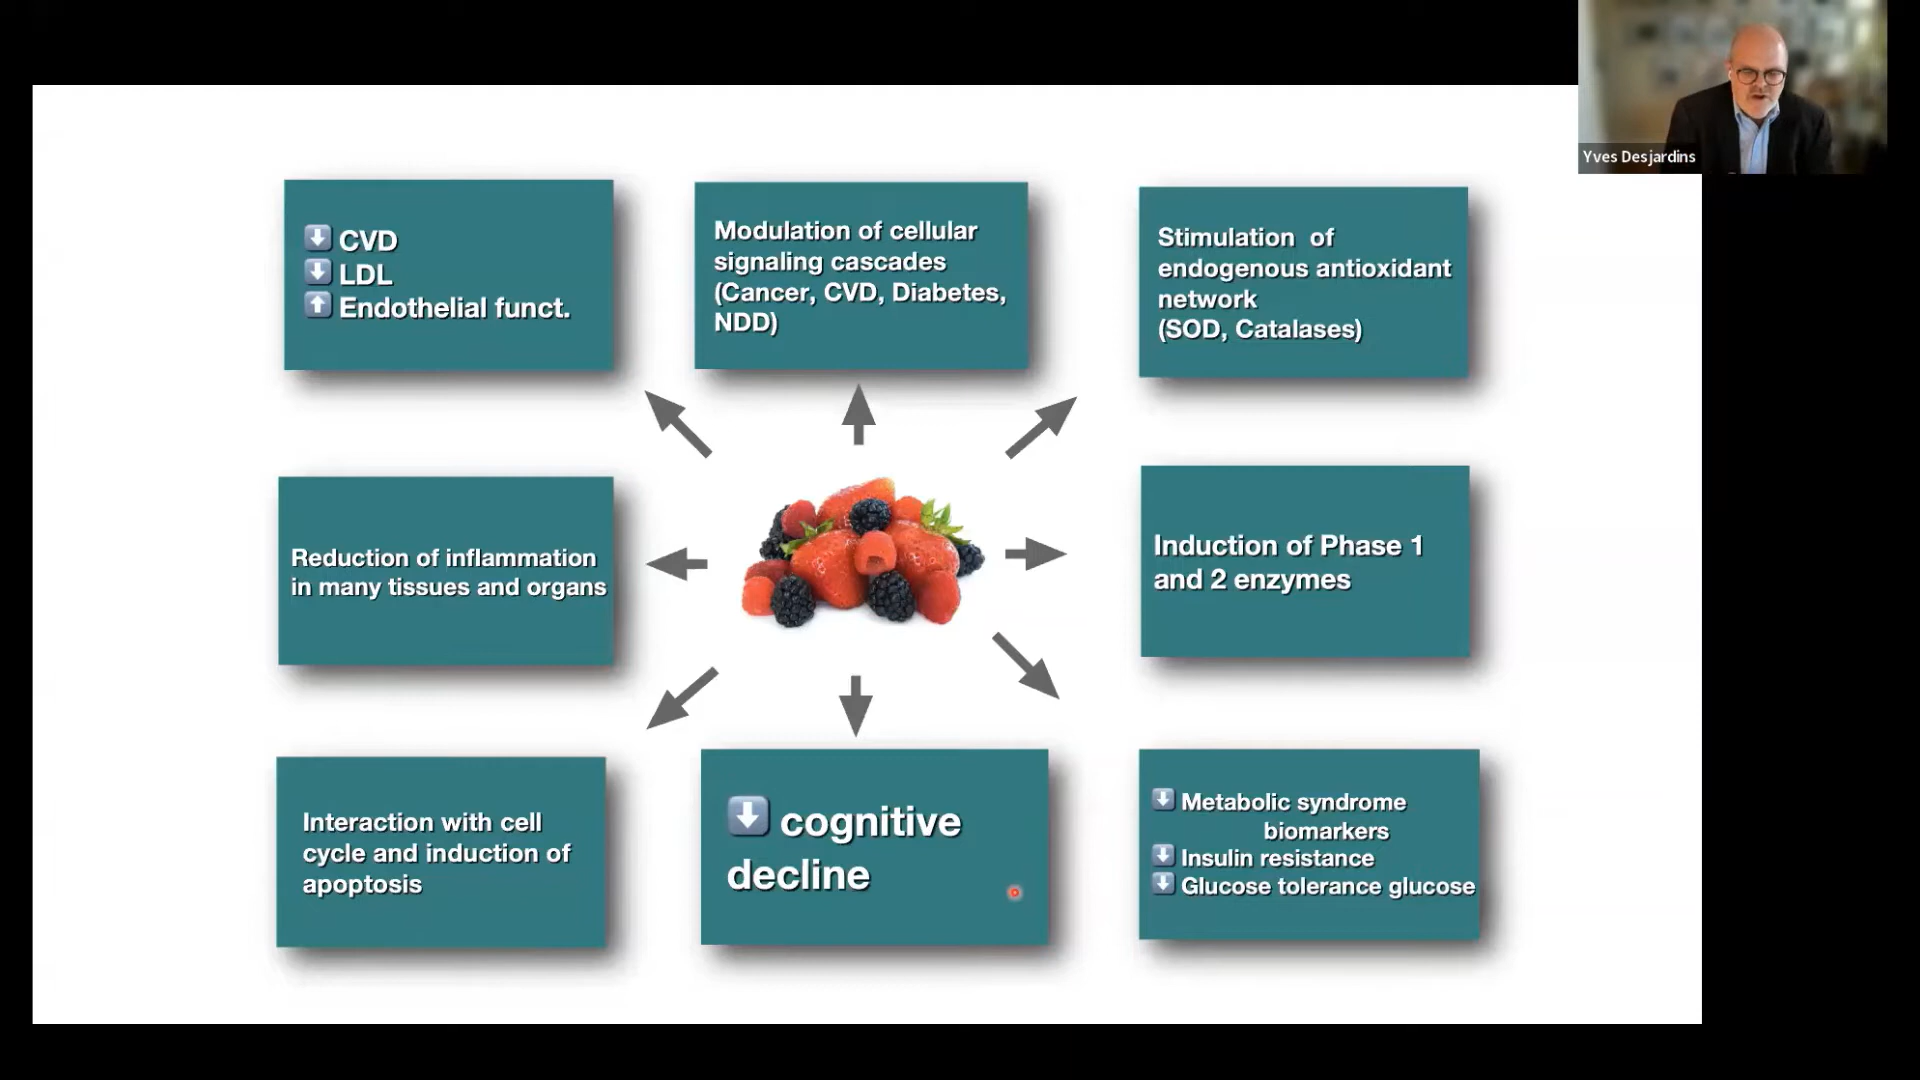 Yves Desjardins
⬇ CVD
⬇ LDL
⬆ Endothelial funct.
Modulation of cellular
signaling cascades
(Cancer, CVD, Diabetes,
NDD)
Stimulation of
endogenous antioxidant
network
(SOD, Catalases)
Reduction of inflammation
in many tissues and organs
Induction of Phase 1
and 2 enzymes
Interaction with cell
cycle and induction of
apoptosis
⬇ cognitive
decline
⬇ Metabolic syndrome
biomarkers
⬇ Insulin resistance
⬇ Glucose tolerance glucose